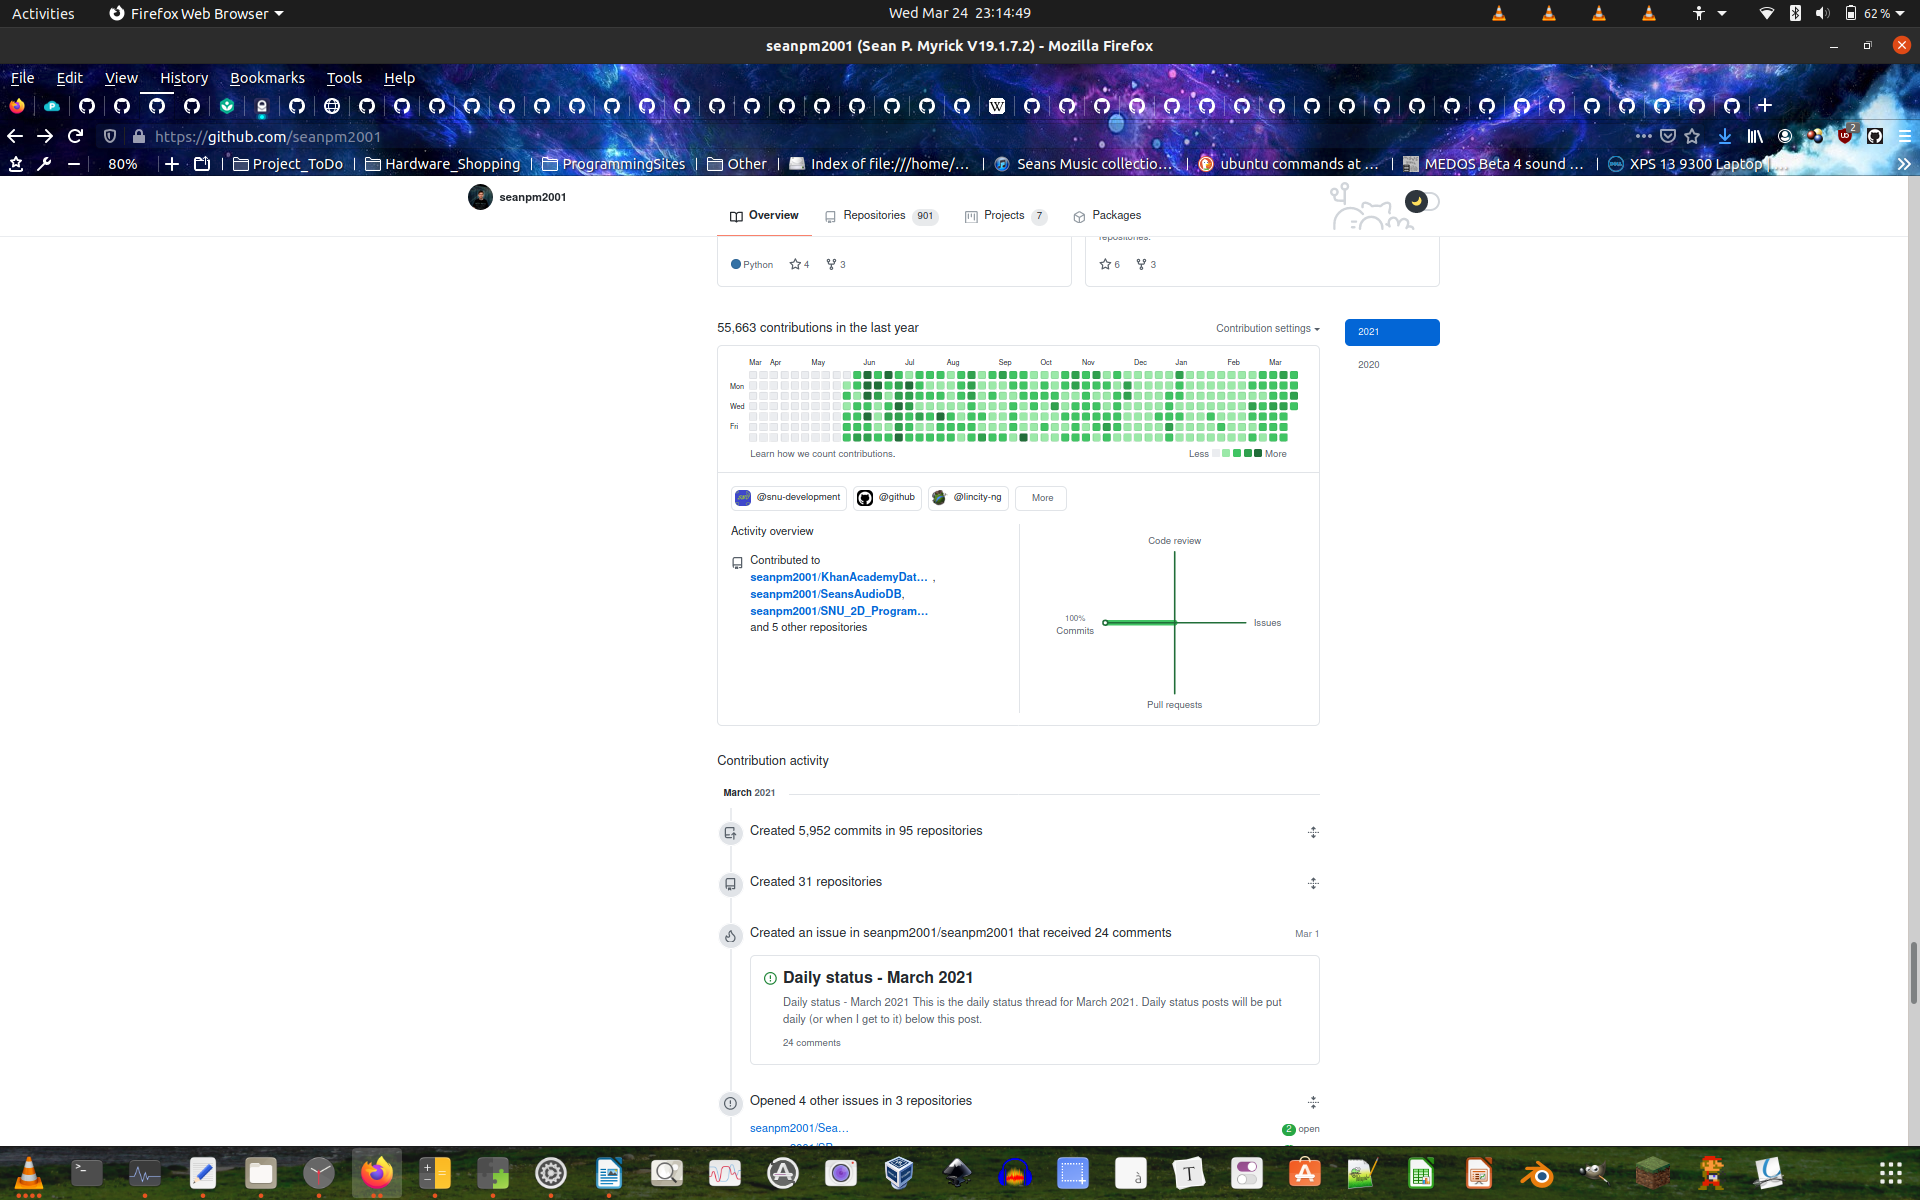 Activities
Firefox Web Browser
Wed Mar 24 23:14:49
62 %
seanpm2001 (Sean P. Myrick V19.1.7.2) - Mozilla Firefox
File Edit View History Bookmarks Tools Help
https://github.com/seanpm2001
2
80%
Project_ToDo
Hardware_Shopping
ProgrammingSites
Other
Index of file:///home/...
Seans Music collectio...
ubuntu commands at ...
MEDOS Beta 4 sound ...
XPS 13 9300 Laptop
seanpm2001
Overview
Repositories 901
Projects 7
Packages
repositories.
Python 4 3
6 3
55,663 contributions in the last year
Contribution settings
2021
2020
Mar Apr May Jun Jul Aug Sep Oct Nov Dec Jan Feb Mar
Mon
Wed
Fri
Learn how we count contributions.
Less More
@snu-development
@github
@lincity-ng
More
Activity overview
Contributed to
seanpm2001/KhanAcademyDat... ,
seanpm2001/SeansAudioDB,
seanpm2001/SNU_2D_Program...
and 5 other repositories
Code review
100%
Commits
Issues
Pull requests
Contribution activity
March 2021
Created 5,952 commits in 95 repositories
Created 31 repositories
Created an issue in seanpm2001/seanpm2001 that received 24 comments
Mar 1
Daily status - March 2021
Daily status - March 2021 This is the daily status thread for March 2021. Daily status posts will be put
daily (or when I get to it) below this post.
24 comments
Opened 4 other issues in 3 repositories
seanpm2001/Sea...
2 open